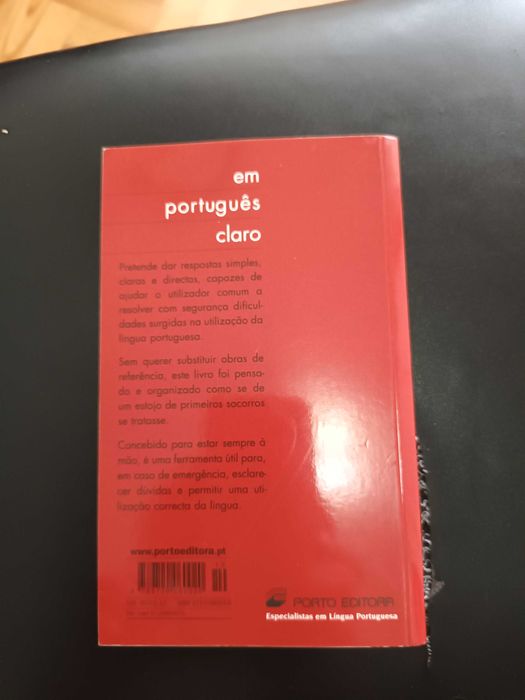 em
português
claro
Pretende dar respostas simples,
claras e directas, capazes de
ajudar o utilizador comum a
resolver com segurança dificul-
dades surgidas na utilização da
língua portuguesa.
Sem querer substituir obras de
referência, este livro foi pensa-
do e organizado como se de
um estojo de primeiros socorros
se tratasse.
Concebido para estar sempre à
mão, é uma ferramenta útil para,
em caso de emergência, esclare-
cer dúvidas e permitir uma uti-
lização correcta da língua.
www.portoeditora.pt
PORTO EDITORA
Especialistas em Língua Portuguesa